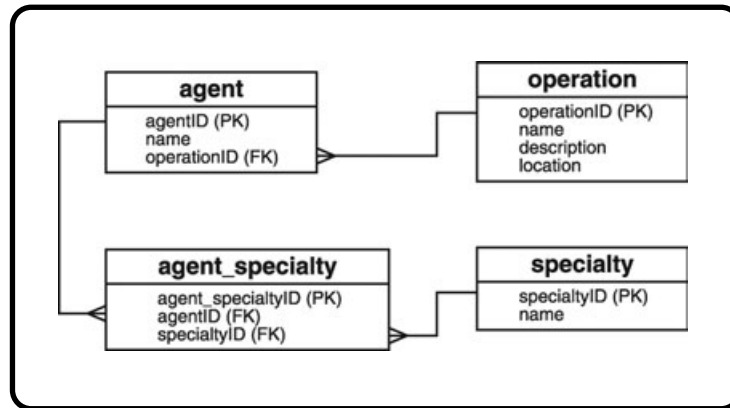 agent
agentID (PK)
name
operationID (FK)
operation
operationID (PK)
name
description
location
agent_specialty
agent_specialtyID (PK)
agentID (FK)
specialtyID (FK)
specialty
specialtyID (PK)
name